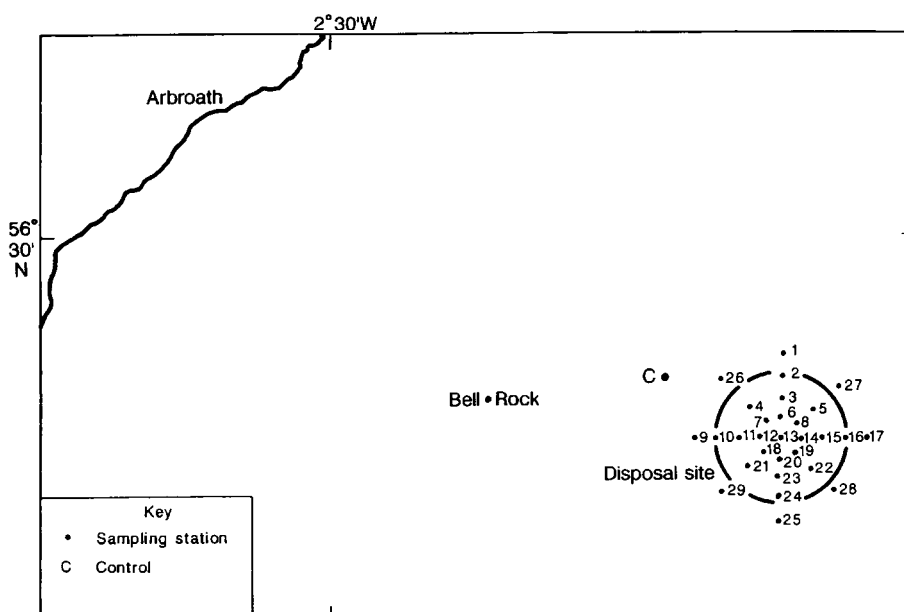 2°30'W
Arbroath
56°
30'
N
1
2
26
27
C
Bell Rock
3
4
5
6
7
8
9 10 11 12 13 14 15 16 17
18
19
20
21
22
Disposal site
23
29
24
28
25
Key
Sampling station
C Control